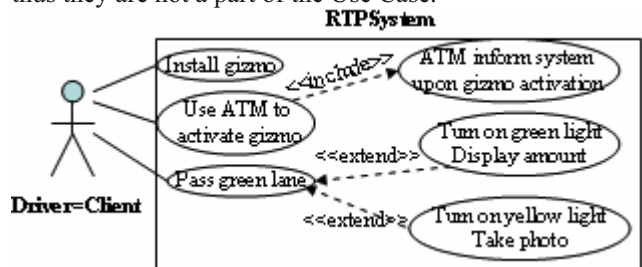 thus they are not a part of the Use Case.
RTPSystem
Install gizmo
<<include>>
ATM inform system
upon gizmo activation
Use ATM to
activate gizmo
Turn on green light
Display amount
<<extend>>
Pass green lane
Driver=Client
<<extend>>
Turn on yellow light
Take photo